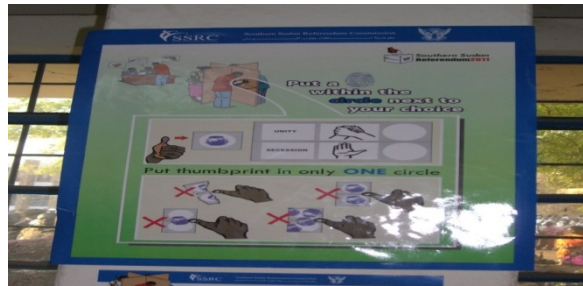 SSRC Southern Sudan Referendum Commission
Southern Sudan
Referendum2011
Put a
within the
circle next to
your choice
UNITY
SECESSION
Put thumbprint in only ONE circle
SSRC